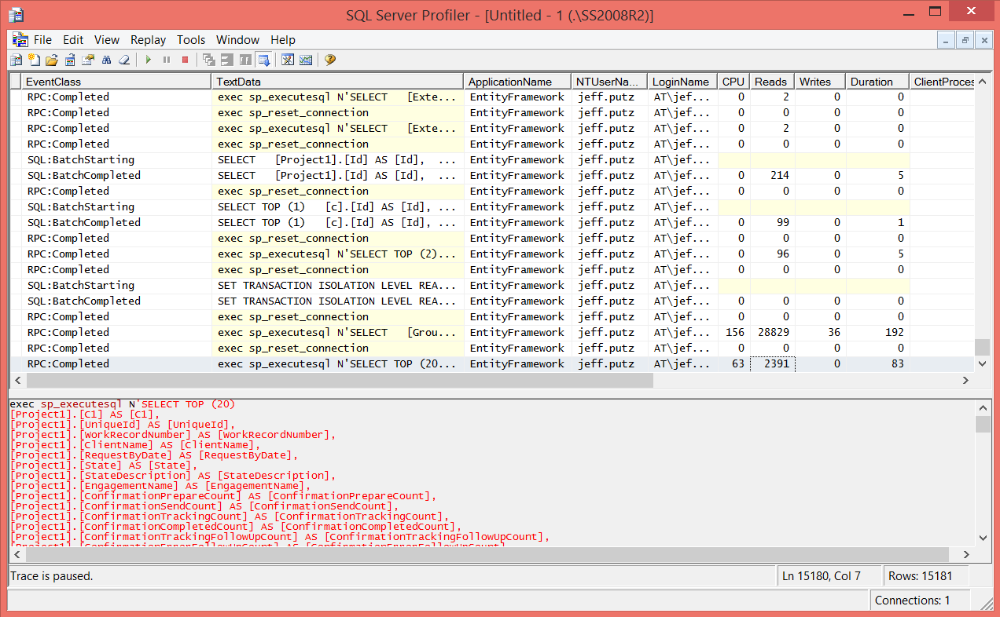 SQL Server Profiler - [Untitled - 1 (.\SS2008R2)]
File Edit View Replay Tools Window Help
EventClass TextData ApplicationName NTUserNa... LoginName CPU Reads Writes Duration ClientProces
RPC:Completed exec sp_executesql N'SELECT [Exte... EntityFramework jeff.putz AT\jef... 0 2 0 0
RPC:Completed exec sp_reset_connection EntityFramework jeff.putz AT\jef... 0 0 0 0
RPC:Completed exec sp_executesql N'SELECT [Exte... EntityFramework jeff.putz AT\jef... 0 2 0 0
RPC:Completed exec sp_reset_connection EntityFramework jeff.putz AT\jef... 0 0 0 0
SQL:BatchStarting SELECT [Project1].[Id] AS [Id], ... EntityFramework jeff.putz AT\jef...
SQL:BatchCompleted SELECT [Project1].[Id] AS [Id], ... EntityFramework jeff.putz AT\jef... 0 214 0 5
RPC:Completed exec sp_reset_connection EntityFramework jeff.putz AT\jef... 0 0 0 0
SQL:BatchStarting SELECT TOP (1) [c].[Id] AS [Id], ... EntityFramework jeff.putz AT\jef...
SQL:BatchCompleted SELECT TOP (1) [c].[Id] AS [Id], ... EntityFramework jeff.putz AT\jef... 0 99 0 1
RPC:Completed exec sp_reset_connection EntityFramework jeff.putz AT\jef... 0 0 0 0
RPC:Completed exec sp_executesql N'SELECT TOP (2)... EntityFramework jeff.putz AT\jef... 0 96 0 5
RPC:Completed exec sp_reset_connection EntityFramework jeff.putz AT\jef... 0 0 0 0
SQL:BatchStarting SET TRANSACTION ISOLATION LEVEL REA... EntityFramework jeff.putz AT\jef...
SQL:BatchCompleted SET TRANSACTION ISOLATION LEVEL REA... EntityFramework jeff.putz AT\jef... 0 0 0 0
RPC:Completed exec sp_reset_connection EntityFramework jeff.putz AT\jef... 0 0 0 0
RPC:Completed exec sp_executesql N'SELECT [Grou... EntityFramework jeff.putz AT\jef... 156 28829 36 192
RPC:Completed exec sp_reset_connection EntityFramework jeff.putz AT\jef... 0 0 0 0
RPC:Completed exec sp_executesql N'SELECT TOP (20... EntityFramework jeff.putz AT\jef... 63 2391 0 83
exec sp_executesql N'SELECT TOP (20)
[Project1].[C1] AS [C1],
[Project1].[UniqueId] AS [UniqueId],
[Project1].[WorkRecordNumber] AS [WorkRecordNumber],
[Project1].[ClientName] AS [ClientName],
[Project1].[RequestByDate] AS [RequestByDate],
[Project1].[State] AS [State],
[Project1].[StateDescription] AS [StateDescription],
[Project1].[EngagementName] AS [EngagementName],
[Project1].[ConfirmationPrepareCount] AS [ConfirmationPrepareCount],
[Project1].[ConfirmationSendCount] AS [ConfirmationSendCount],
[Project1].[ConfirmationTrackingCount] AS [ConfirmationTrackingCount],
[Project1].[ConfirmationCompletedCount] AS [ConfirmationCompletedCount],
[Project1].[ConfirmationTrackingFollowUpCount] AS [ConfirmationTrackingFollowUpCount],
[Project1].[ConfirmationErrorFollowUpCount] AS [ConfirmationErrorFollowUpCount],
Trace is paused. Ln 15180, Col 7 Rows: 15181
Connections: 1